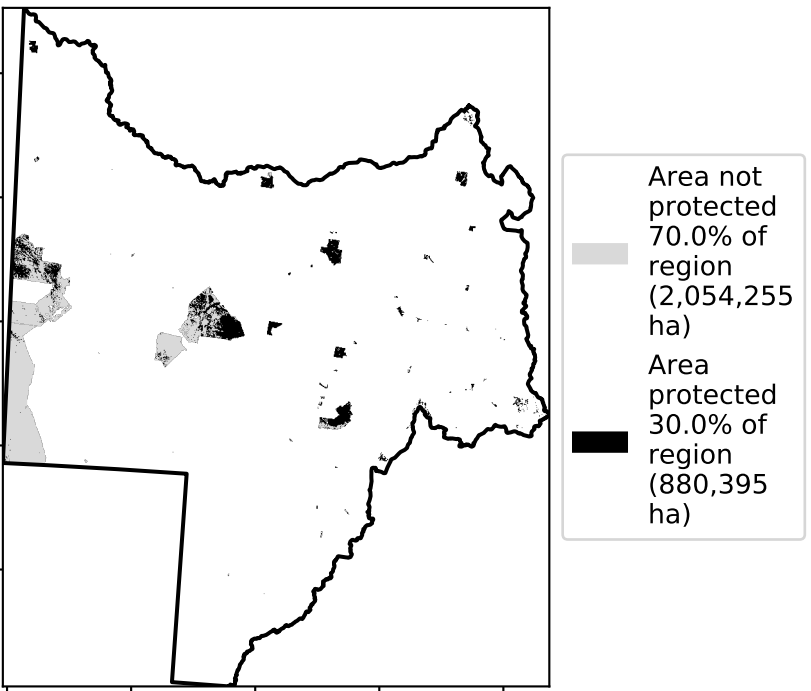 Area not
protected
70.0% of
region
(2,054,255
ha)
Area
protected
30.0% of
region
(880,395
ha)